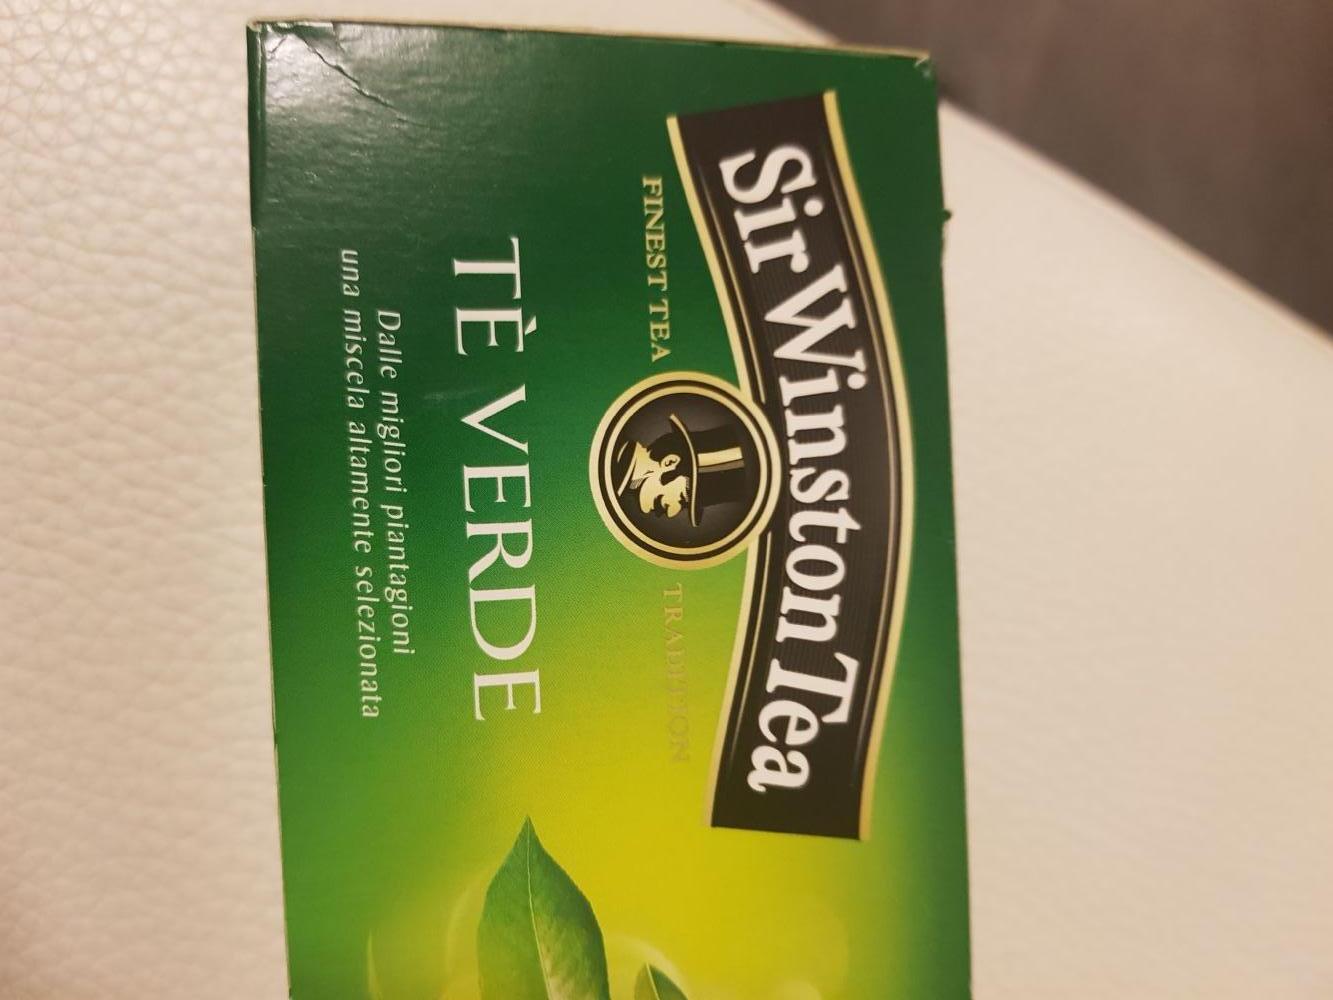 Sir Winston Tea
FINEST TEA TRADITION
TÈ VERDE
Dalle migliori piantagioni
una miscela altamente selezionata